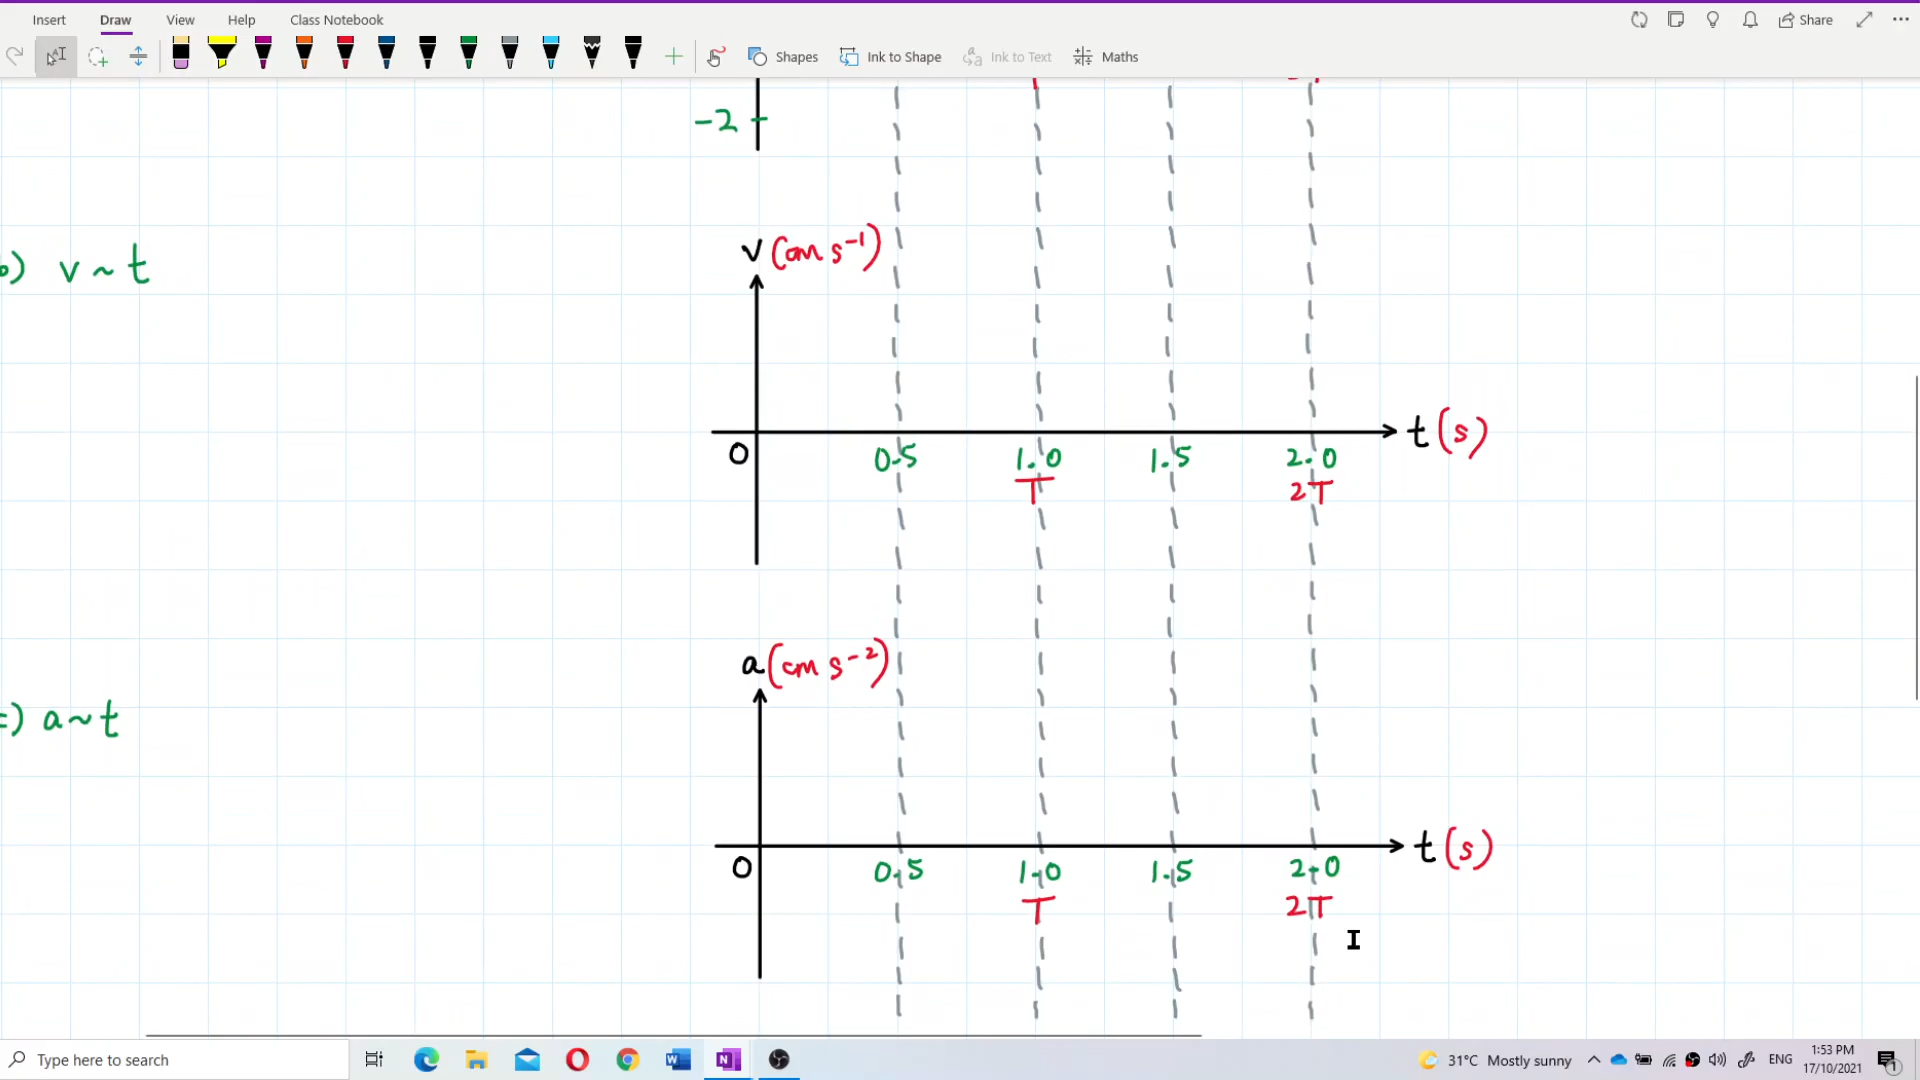 Insert Draw View Help Class Notebook Share
Shapes Ink to Shape Ink to Text Maths
-2
v (cm s⁻¹)
b) v ~ t
t (s)
0 0.5 1.0 1.5 2.0
T 2T
a (cm s⁻²)
c) a ~ t
t (s)
0 0.5 1.0 1.5 2.0
T 2T
Type here to search 31°C Mostly sunny ENG 1:53 PM
17/10/2021